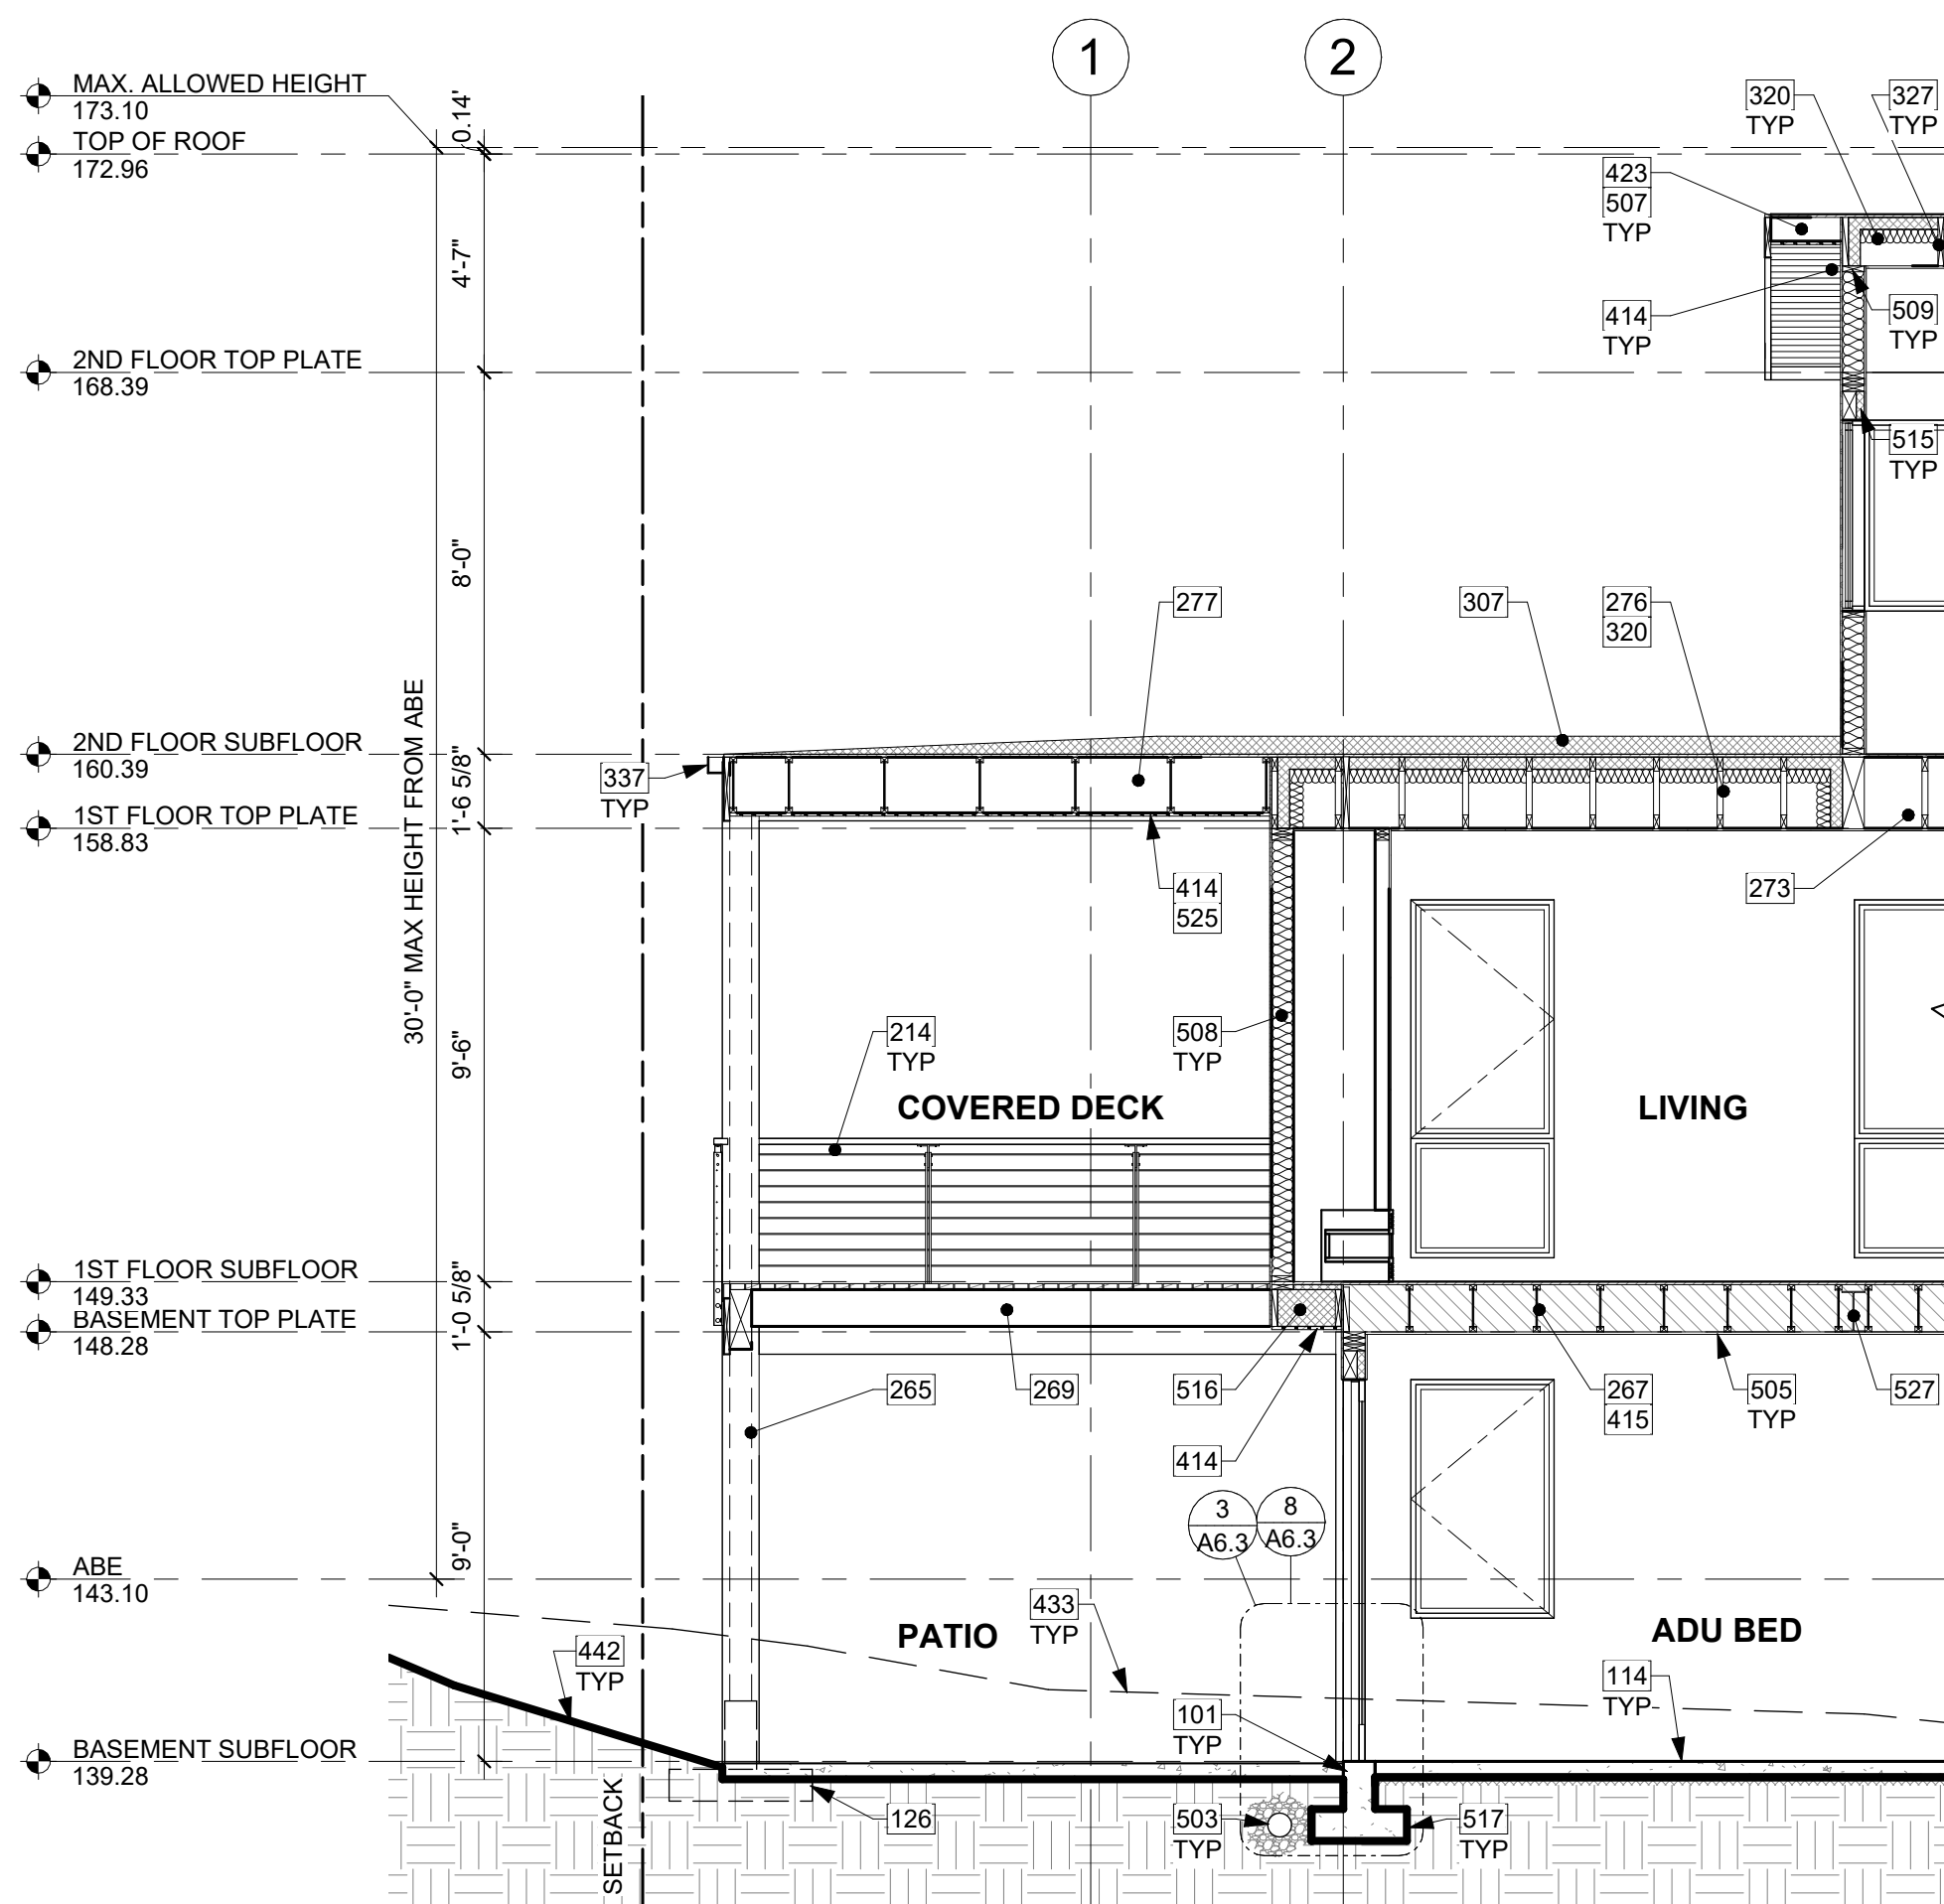 1
2
MAX. ALLOWED HEIGHT
173.10
TOP OF ROOF
172.96
0.14'
320
TYP
327
TYP
423
507
TYP
4'-7"
414
TYP
509
TYP
2ND FLOOR TOP PLATE
168.39
515
TYP
8'-0"
277
307
276
320
30'-0" MAX HEIGHT FROM ABE
2ND FLOOR SUBFLOOR
160.39
337
TYP
1'-6 5/8"
1ST FLOOR TOP PLATE
158.83
414
525
273
9'-6"
214
TYP
508
TYP
COVERED DECK
LIVING
1ST FLOOR SUBFLOOR
149.33
BASEMENT TOP PLATE
148.28
1'-0 5/8"
265
269
516
267
415
505
TYP
527
414
3
A6.3
8
A6.3
9'-0"
ABE
143.10
433
TYP
PATIO
ADU BED
442
TYP
114
TYP
101
TYP
BASEMENT SUBFLOOR
139.28
SETBACK
126
503
TYP
517
TYP